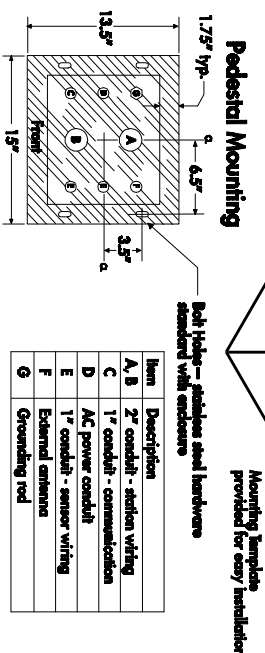 Pedestal Mounting
1.75" typ.
13.5"
15"
6.5"
3.5"
a
a
A
B
G
D
C
F
E
E
Front
Bolt Holes – stainless steel hardware
standard with enclosure
Mounting Template
provided for easy installation
Item Description
A, B 2" conduit - station wiring
C 1" conduit - communication
D AC power conduit
E 1" conduit - sensor wiring
F External antenna
G Grounding rod